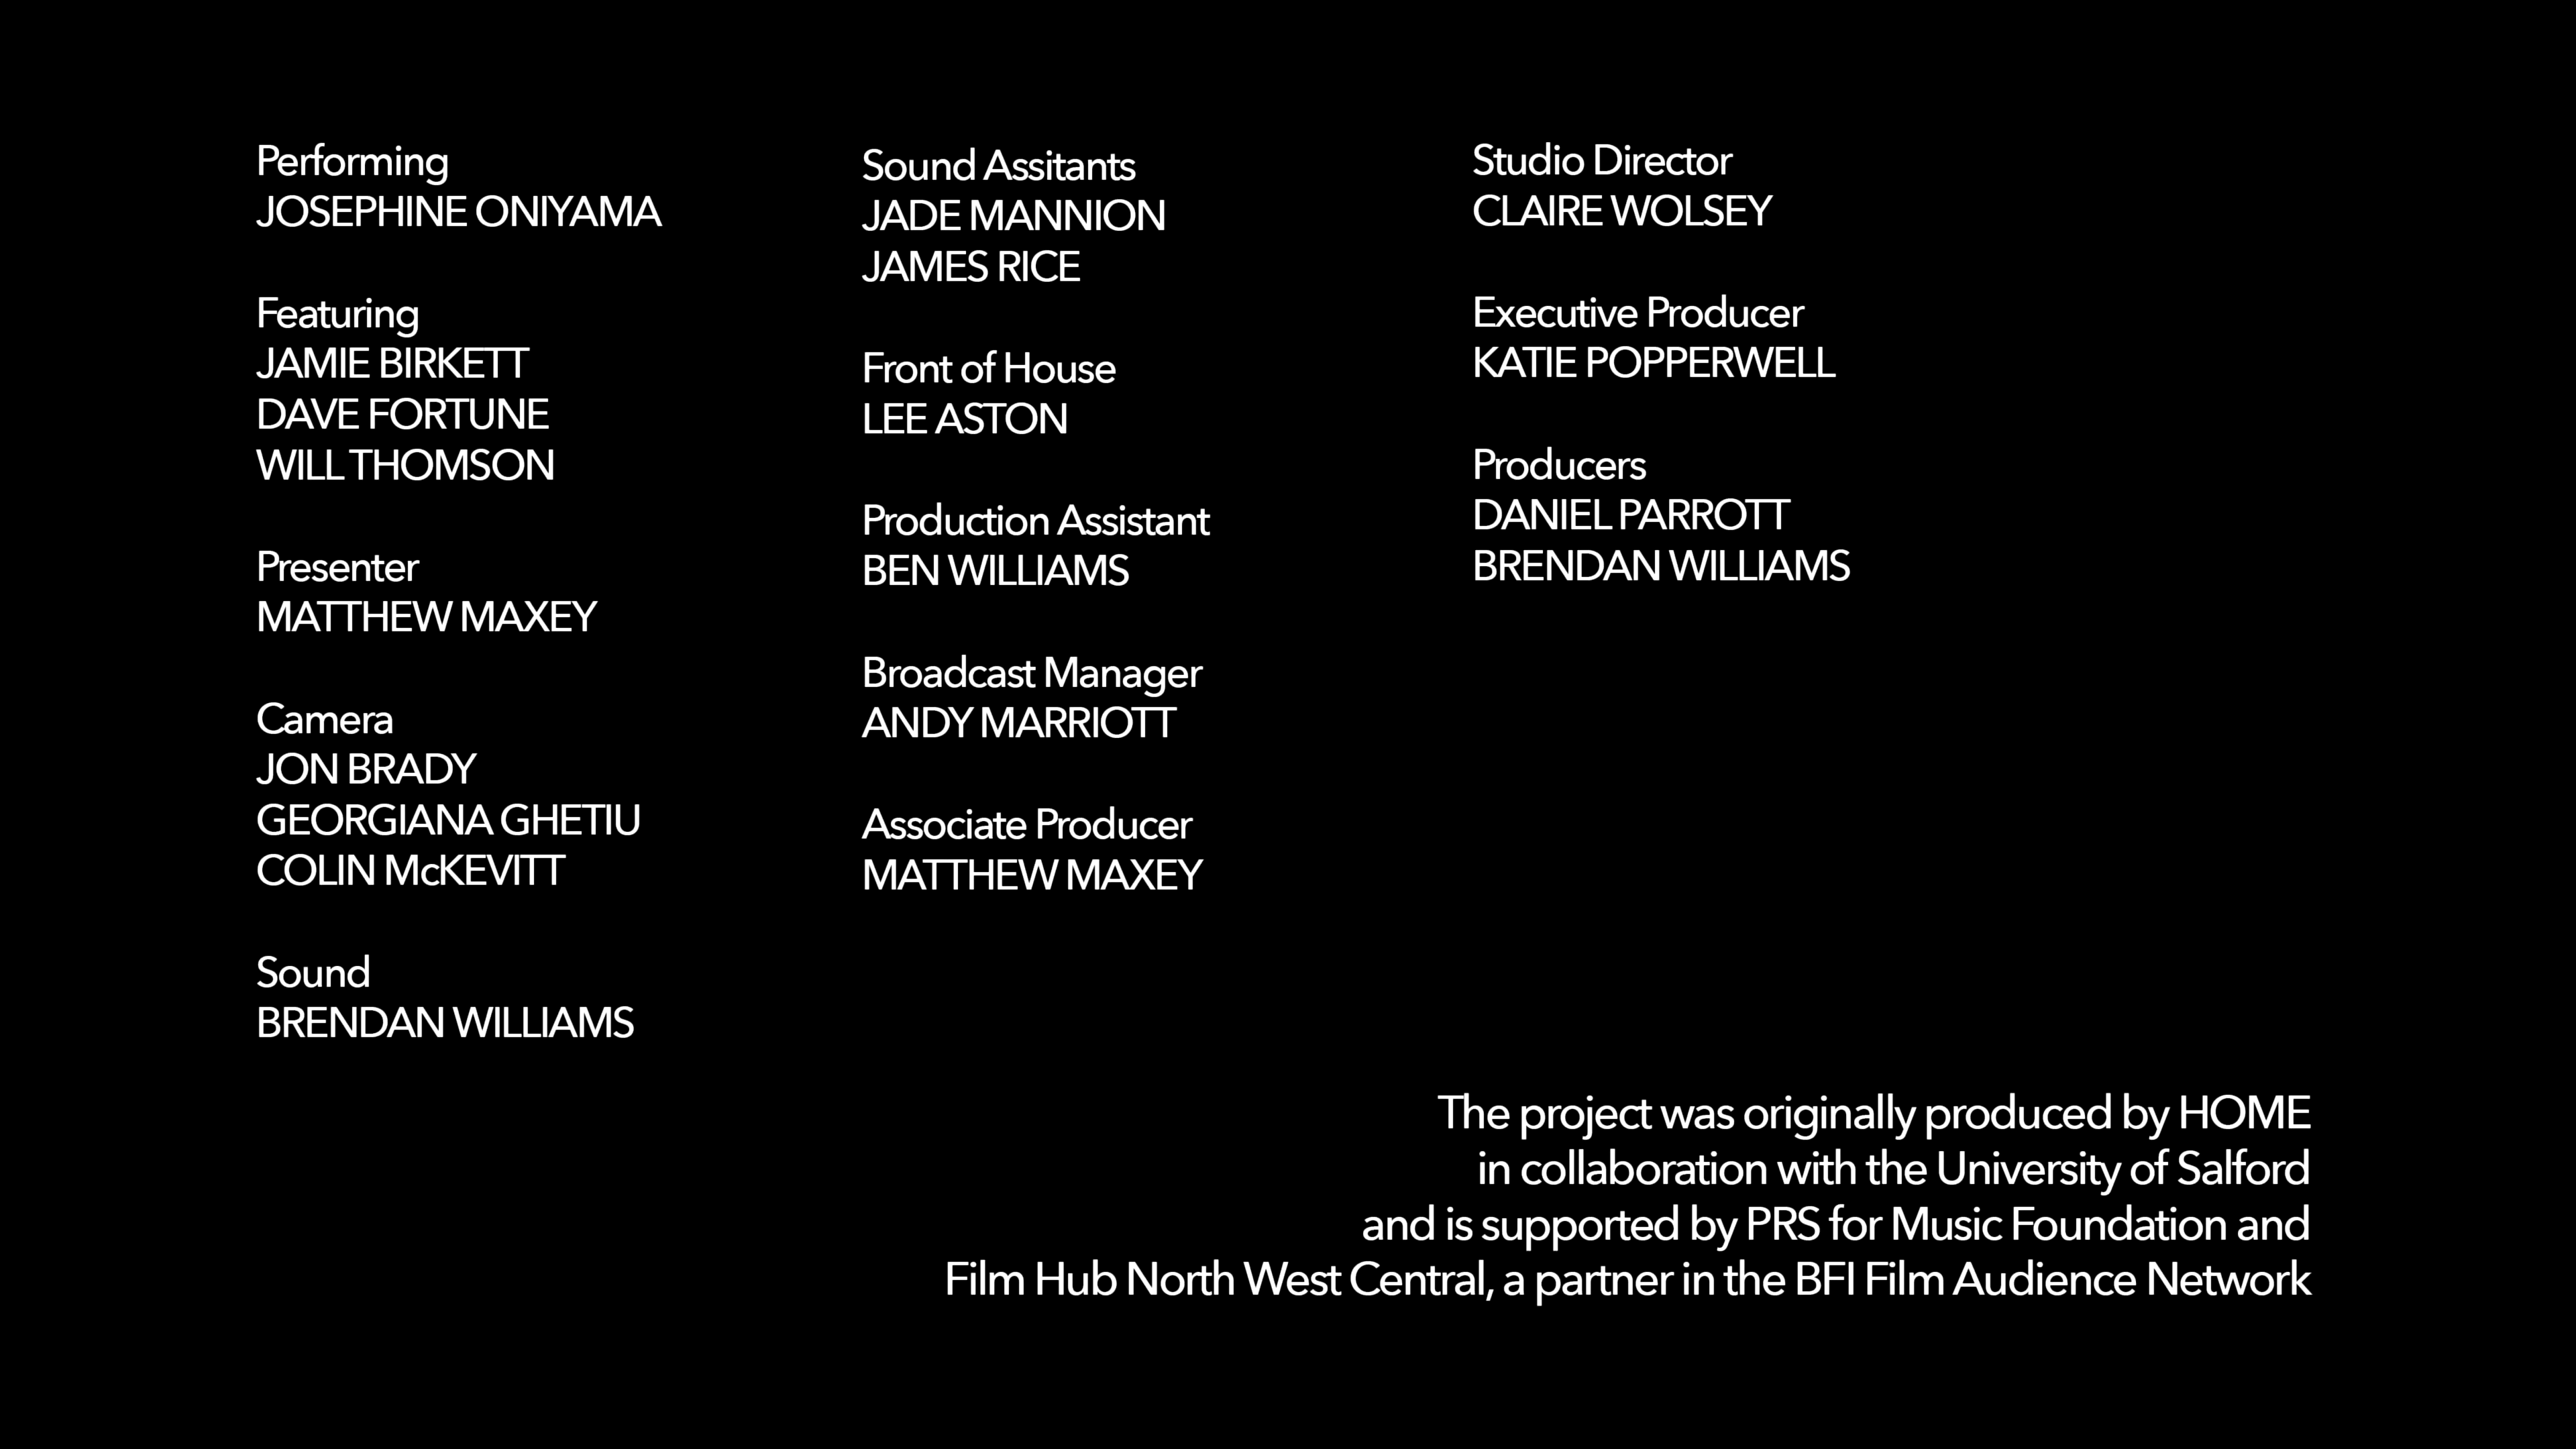 Performing
JOSEPHINE ONIYAMA
Featuring
JAMIE BIRKETT
DAVE FORTUNE
WILL THOMSON
Presenter
MATTHEW MAXEY
Camera
JON BRADY
GEORGIANA GHETIU
COLIN McKEVITT
Sound
BRENDAN WILLIAMS
Sound Assitants
JADE MANNION
JAMES RICE
Front of House
LEE ASTON
Production Assistant
BEN WILLIAMS
Broadcast Manager
ANDY MARRIOTT
Associate Producer
MATTHEW MAXEY
Studio Director
CLAIRE WOLSEY
Executive Producer
KATIE POPPERWELL
Producers
DANIEL PARROTT
BRENDAN WILLIAMS
The project was originally produced by HOME
in collaboration with the University of Salford
and is supported by PRS for Music Foundation and
Film Hub North West Central, a partner in the BFI Film Audience Network